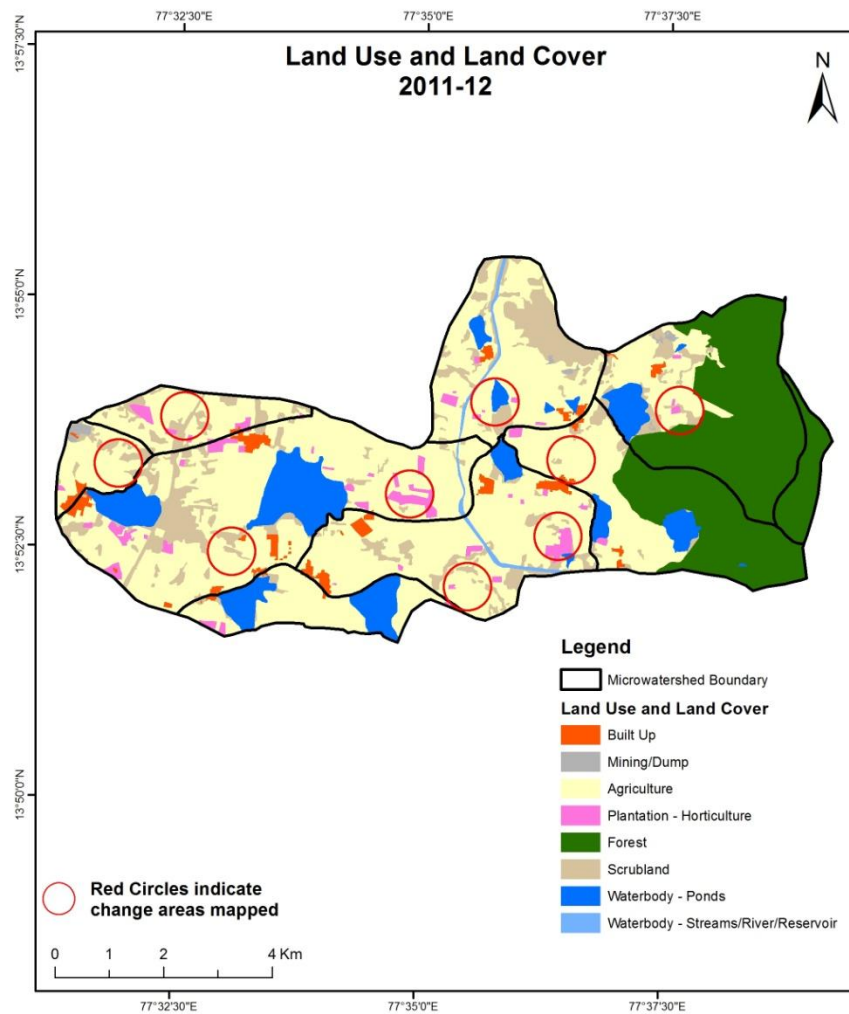 77°32'30"E 77°35'0"E 77°37'30"E
13°57'30"N
Land Use and Land Cover
2011-12
N
13°55'0"N
13°52'30"N
13°50'0"N
Legend
Microwatershed Boundary
Land Use and Land Cover
Built Up
Mining/Dump
Agriculture
Plantation - Horticulture
Forest
Scrubland
Waterbody - Ponds
Waterbody - Streams/River/Reservoir
Red Circles indicate
change areas mapped
0 1 2 4 Km
77°32'30"E 77°35'0"E 77°37'30"E